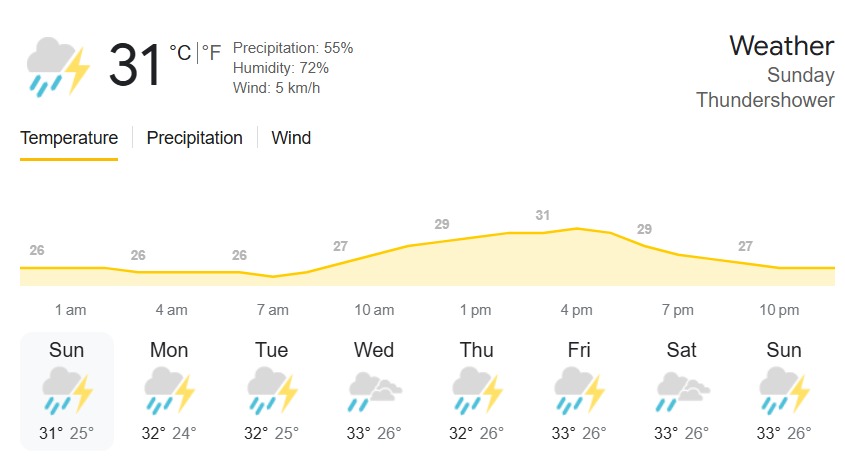 31 °C | °F
Precipitation: 55%
Humidity: 72%
Wind: 5 km/h
Weather
Sunday
Thundershower
Temperature | Precipitation | Wind
26 26 26 27 29 31 29 27
1 am 4 am 7 am 10 am 1 pm 4 pm 7 pm 10 pm
Sun Mon Tue Wed Thu Fri Sat Sun
31° 25° 32° 24° 32° 25° 33° 26° 32° 26° 33° 26° 33° 26° 33° 26°